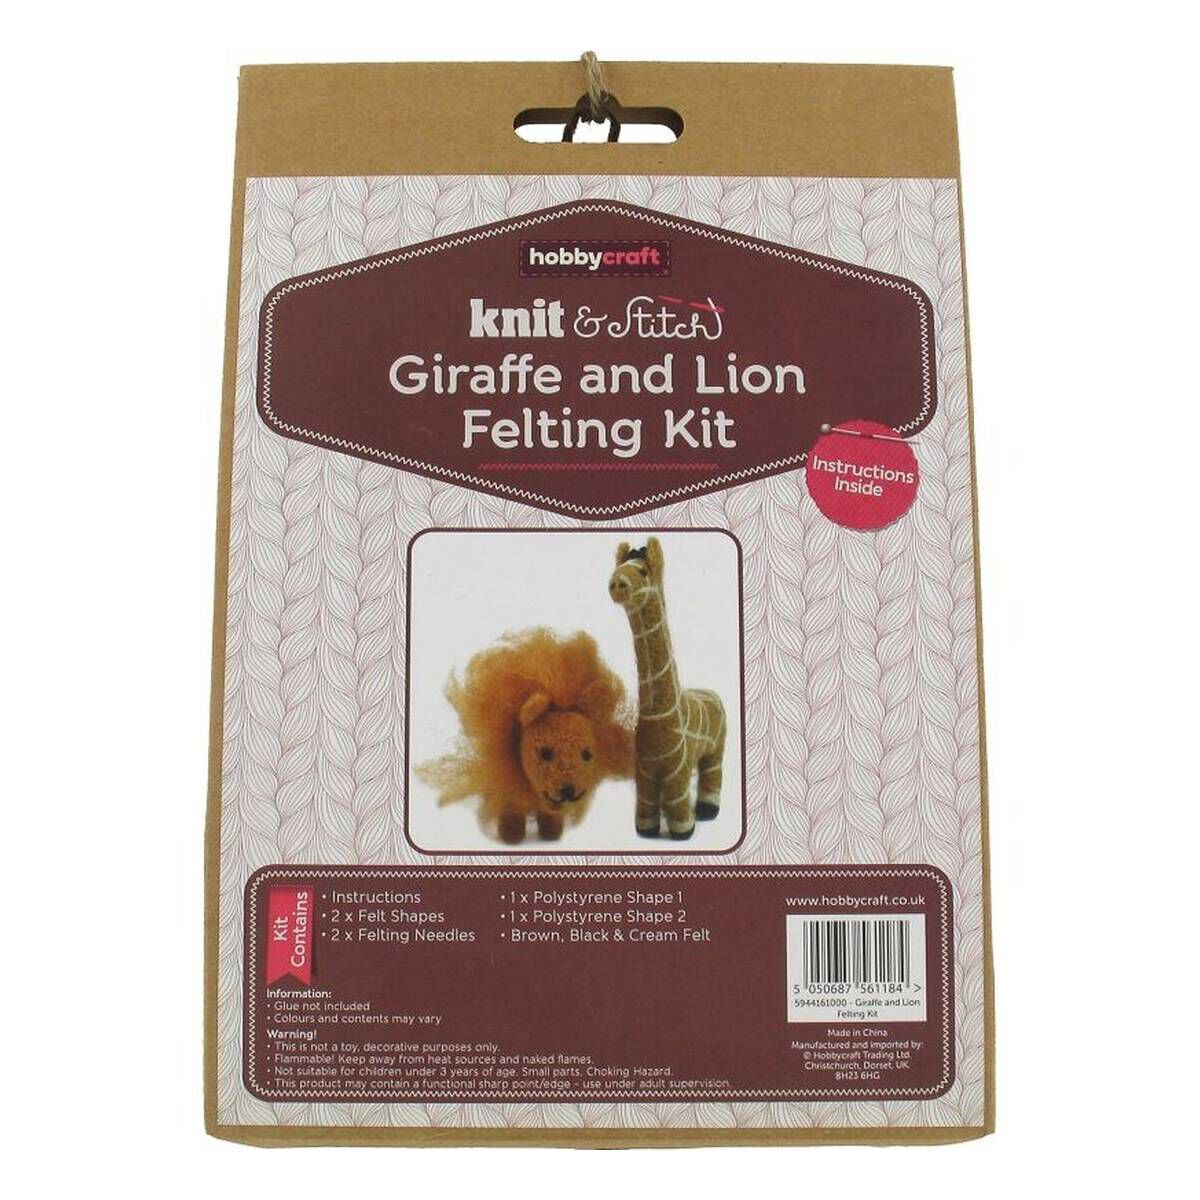 hobbycraft
knit & Stitch
Giraffe and Lion
Felting Kit
Instructions
Inside
Kit
Contains
• Instructions
• 2 x Felt Shapes
• 2 x Felting Needles
• 1 x Polystyrene Shape 1
• 1 x Polystyrene Shape 2
• Brown, Black & Cream Felt
Information:
• Glue not included
• Colours and contents may vary
Warning!
• This is not a toy, decorative purposes only.
• Flammable! Keep away from heat sources and naked flames.
• Not suitable for children under 3 years of age. Small parts. Choking Hazard.
• This product may contain a functional sharp point/edge - use under adult supervision.
www.hobbycraft.co.uk
5 050687 561184 >
5944161000 - Giraffe and Lion
Felting Kit
Made in China
Manufactured and imported by:
© Hobbycraft Trading Ltd.
Christchurch, Dorset, UK.
BH23 6HG